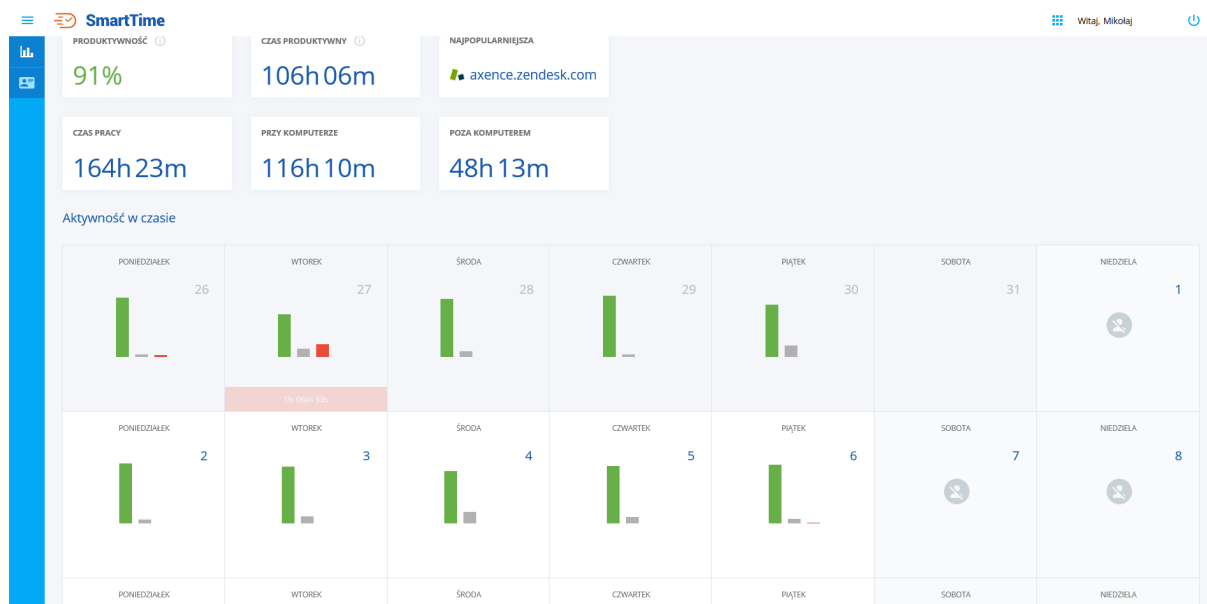 SmartTime
Witaj, Mikołaj
PRODUKTYWNOŚĆ
CZAS PRODUKTYWNY
NAJPOPULARNIEJSZA
91%
106h 06m
axence.zendesk.com
CZAS PRACY
PRZY KOMPUTERZE
POZA KOMPUTEREM
164h 23m
116h 10m
48h 13m
Aktywność w czasie
PONIEDZIAŁEK WTOREK ŚRODA CZWARTEK PIĄTEK SOBOTA NIEDZIELA
26 27 28 29 30 31 1
1h 06m 33s
PONIEDZIAŁEK WTOREK ŚRODA CZWARTEK PIĄTEK SOBOTA NIEDZIELA
2 3 4 5 6 7 8
PONIEDZIAŁEK WTOREK ŚRODA CZWARTEK PIĄTEK SOBOTA NIEDZIELA